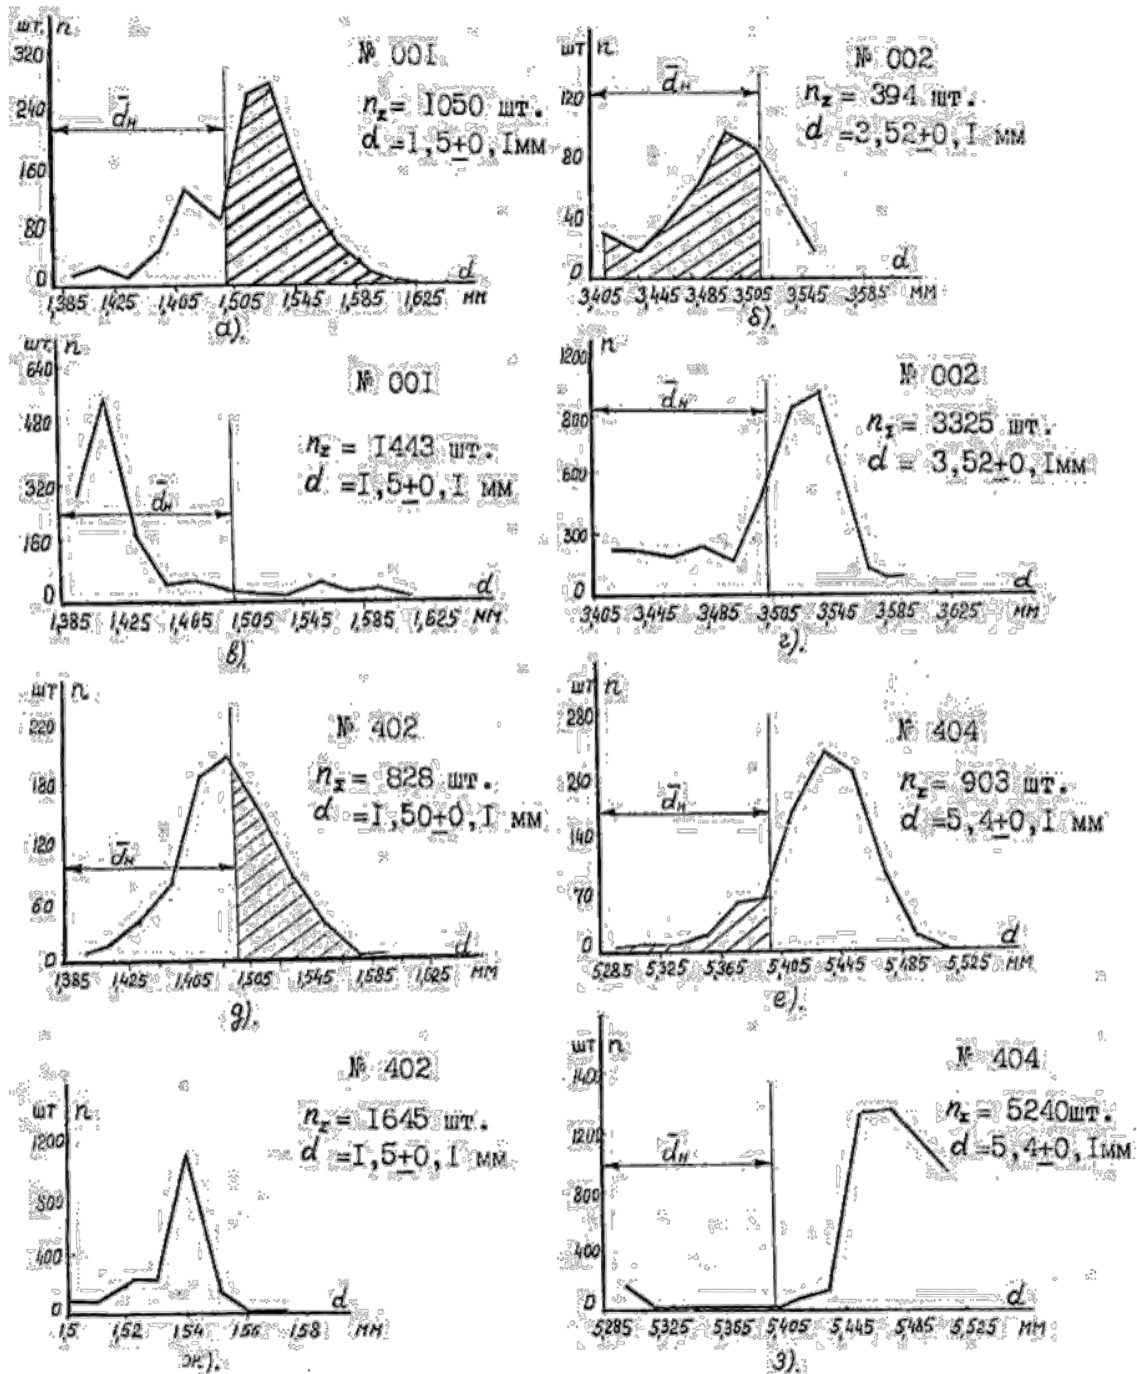 шт. n
№ 001
320
n_Σ = 1050 шт.
d = 1,5±0,1мм
240
d̄н
160
80
0
d
1,385 1,425 1,465 1,505 1,545 1,585 1,625 мм
а).
шт n
№ 002
d̄н
n_Σ = 394 шт.
d = 3,52±0,1 мм
120
80
40
0
d
3,405 3,445 3,485 3,505 3,545 3,585 мм
б).
шт. n
640
№ 001
480
n_Σ = 1443 шт.
d = 1,5±0,1 мм
320
d̄н
160
0
d
1,385 1,425 1,465 1,505 1,545 1,585 1,625 мм
в).
1200 n
№ 002
d̄н
800
n_Σ = 3325 шт.
d = 3,52±0,1мм
600
300
0
d
3,405 3,445 3,485 3,505 3,545 3,585 3,625 мм
г).
шт n
220
№ 402
180
n_Σ = 828 шт.
d = 1,50±0,1 мм
120
d̄н
60
0
d
1,385 1,425 1,465 1,505 1,545 1,585 1,625 мм
д).
шт n
280
№ 404
n_Σ = 903 шт.
d = 5,4±0,1 мм
d̄н
140
70
0
d
5,285 5,325 5,365 5,405 5,445 5,485 5,525 мм
е).
№ 402
шт n
n_Σ = 1645 шт.
d = 1,5±0,1 мм
1200
800
400
0
d
1,5 1,52 1,54 1,56 1,58 мм
ж).
шт n
№ 404
1400
n_Σ = 5240шт.
d = 5,4±0,1мм
1200
d̄н
800
400
0
d
5,285 5,325 5,365 5,405 5,445 5,485 5,525 мм
з).